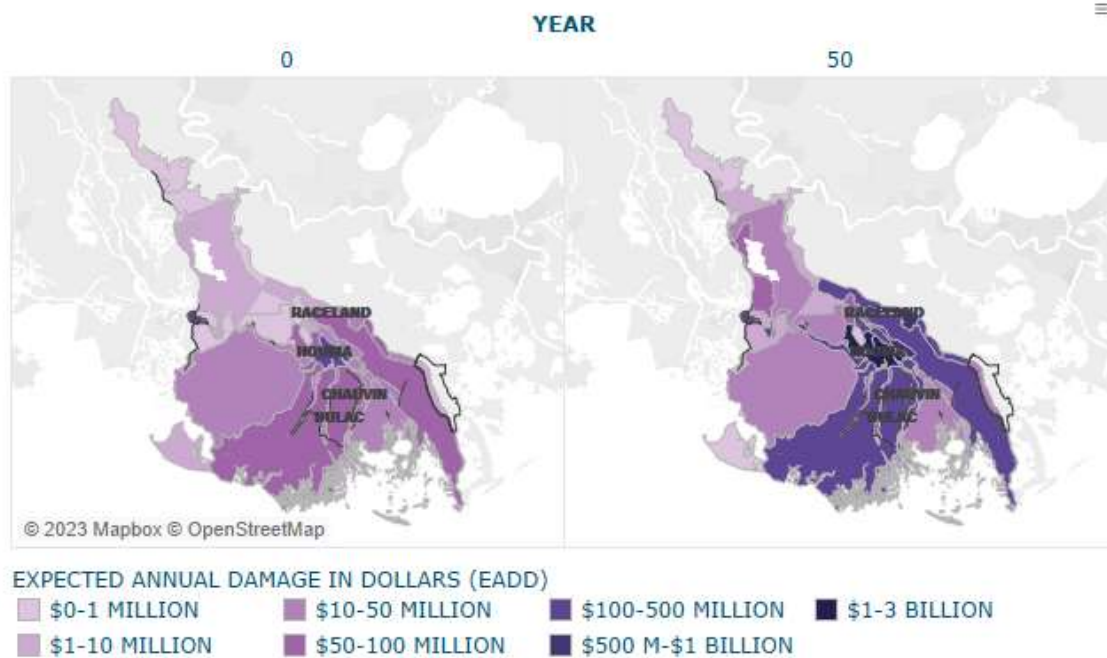 YEAR
0
50
RACELAND
HOUMA
CHAUVIN
DULAC
RACELAND
CHAUVIN
DULAC
© 2023 Mapbox © OpenStreetMap
EXPECTED ANNUAL DAMAGE IN DOLLARS (EADD)
$0-1 MILLION $10-50 MILLION $100-500 MILLION $1-3 BILLION
$1-10 MILLION $50-100 MILLION $500 M-$1 BILLION